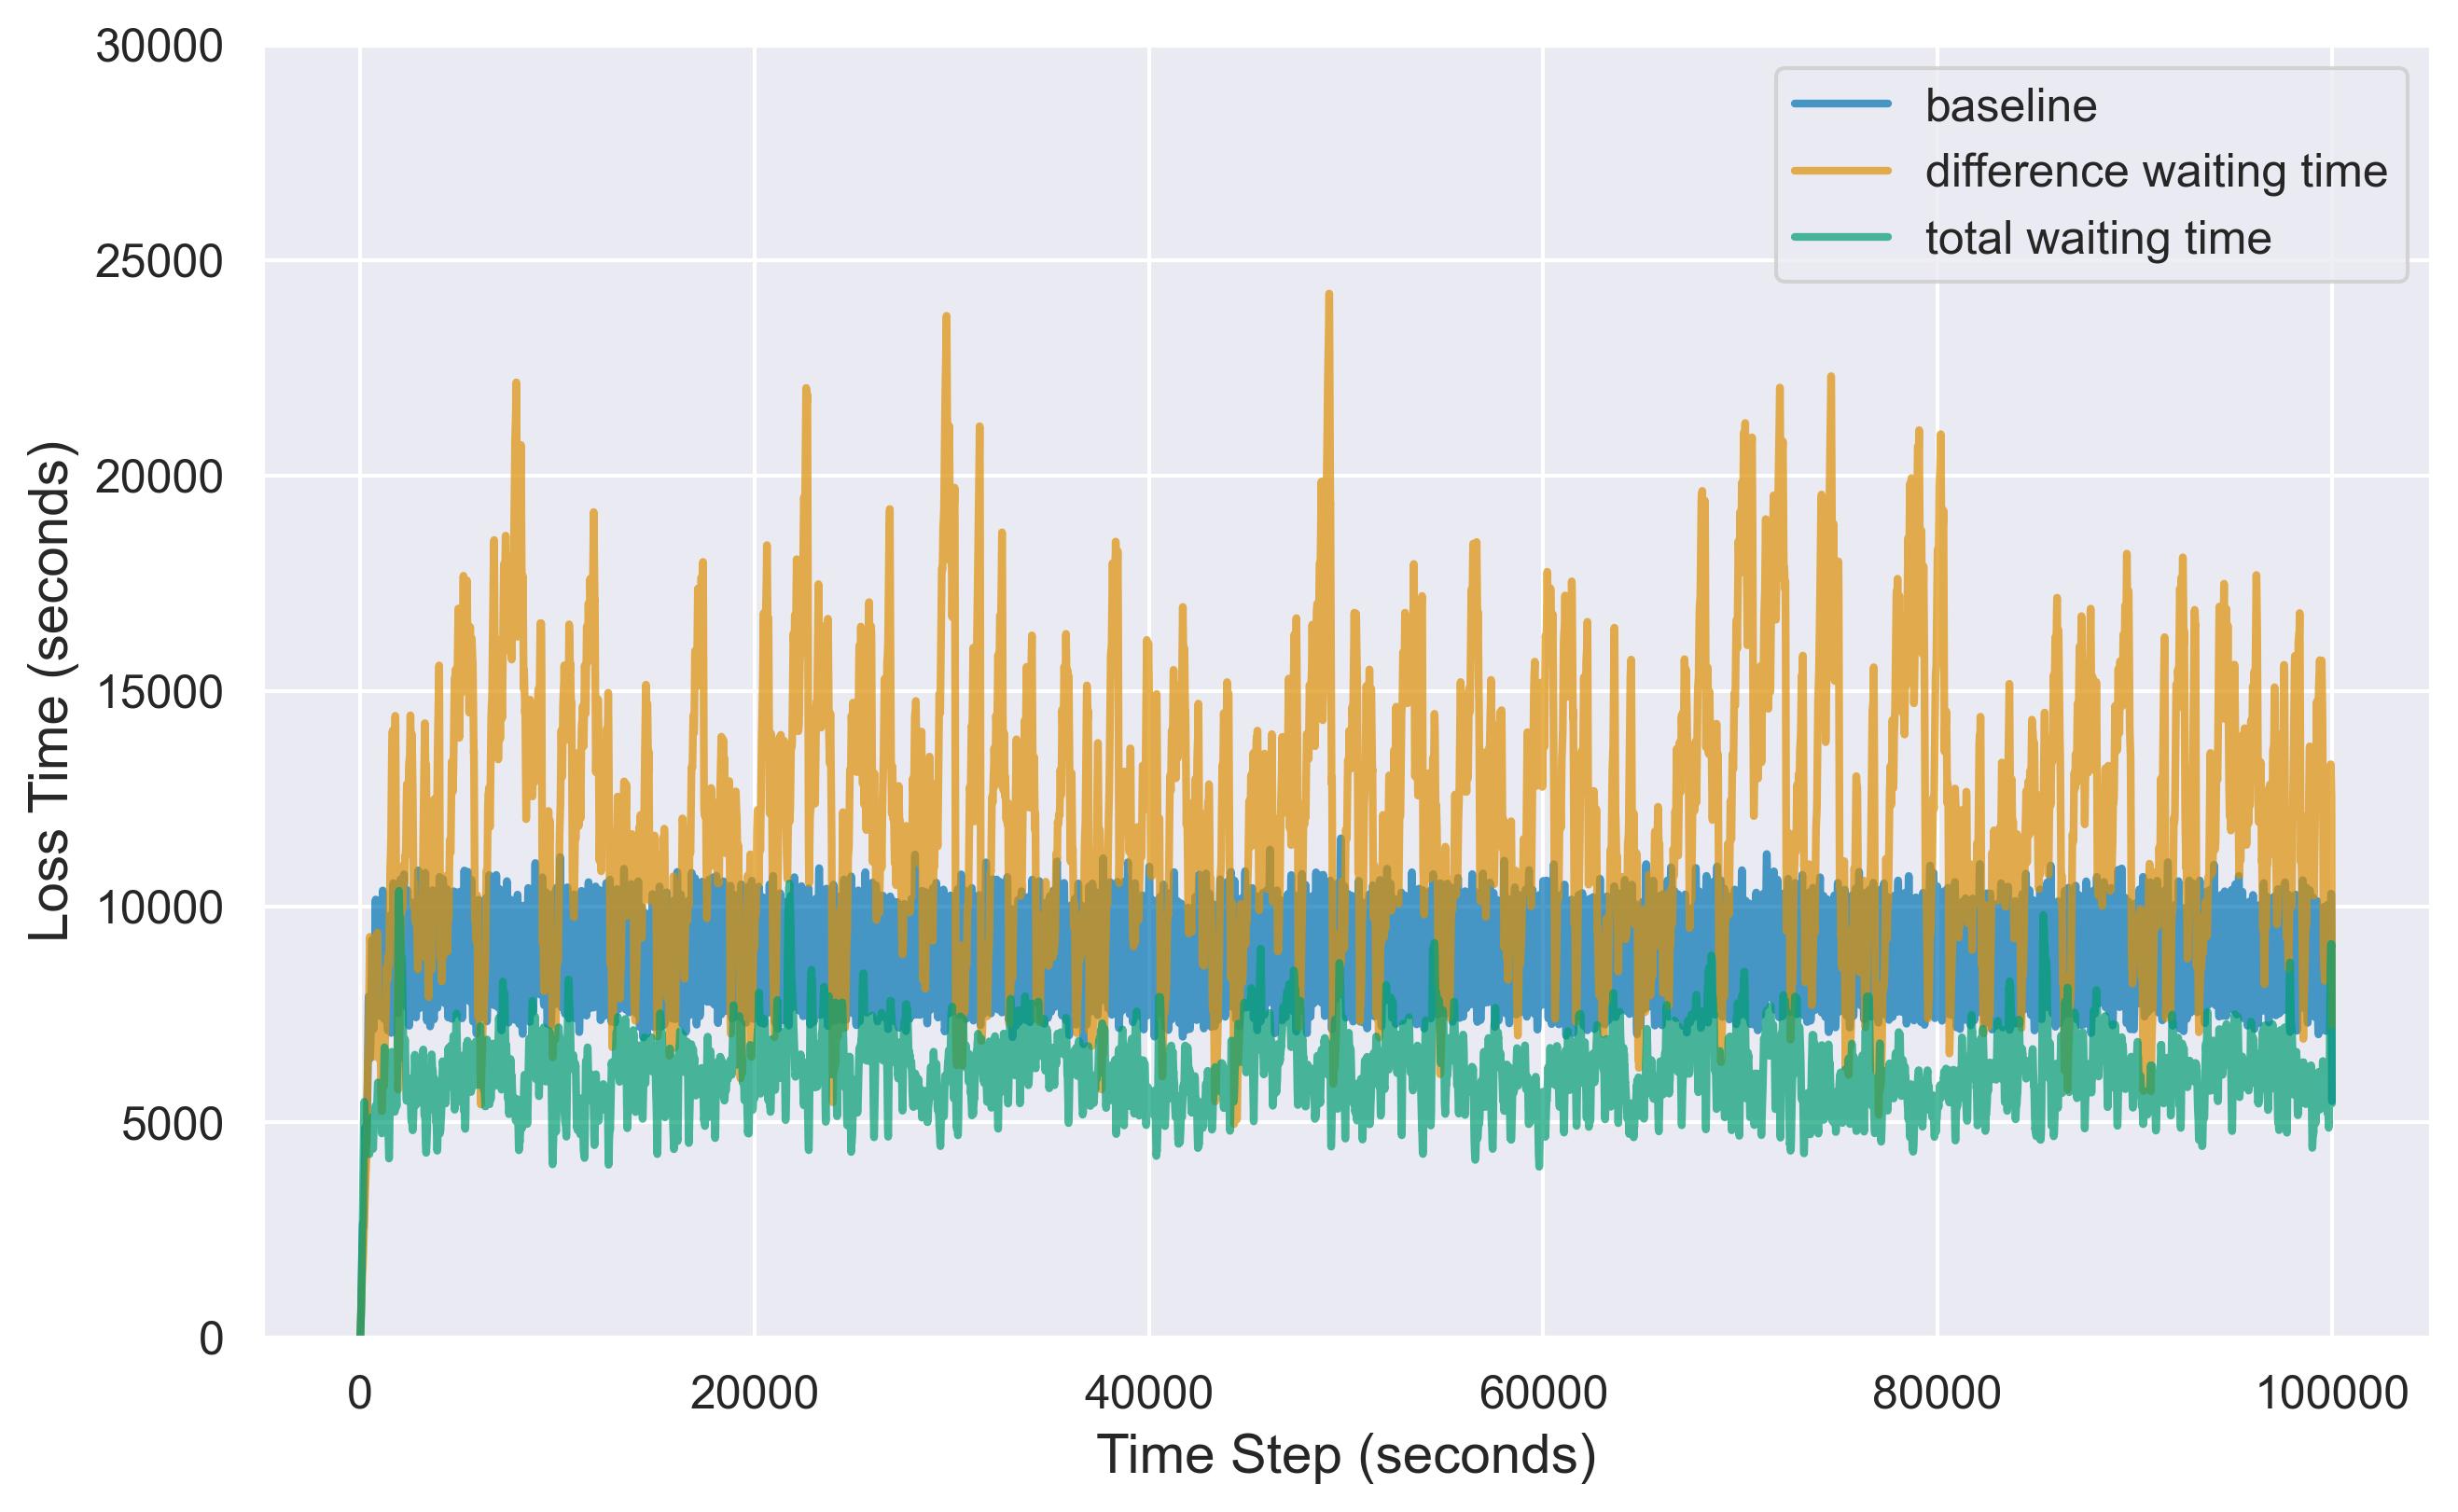 30000
25000
20000
15000
10000
5000
0
Loss Time (seconds)
baseline
difference waiting time
total waiting time
0 20000 40000 60000 80000 100000
Time Step (seconds)